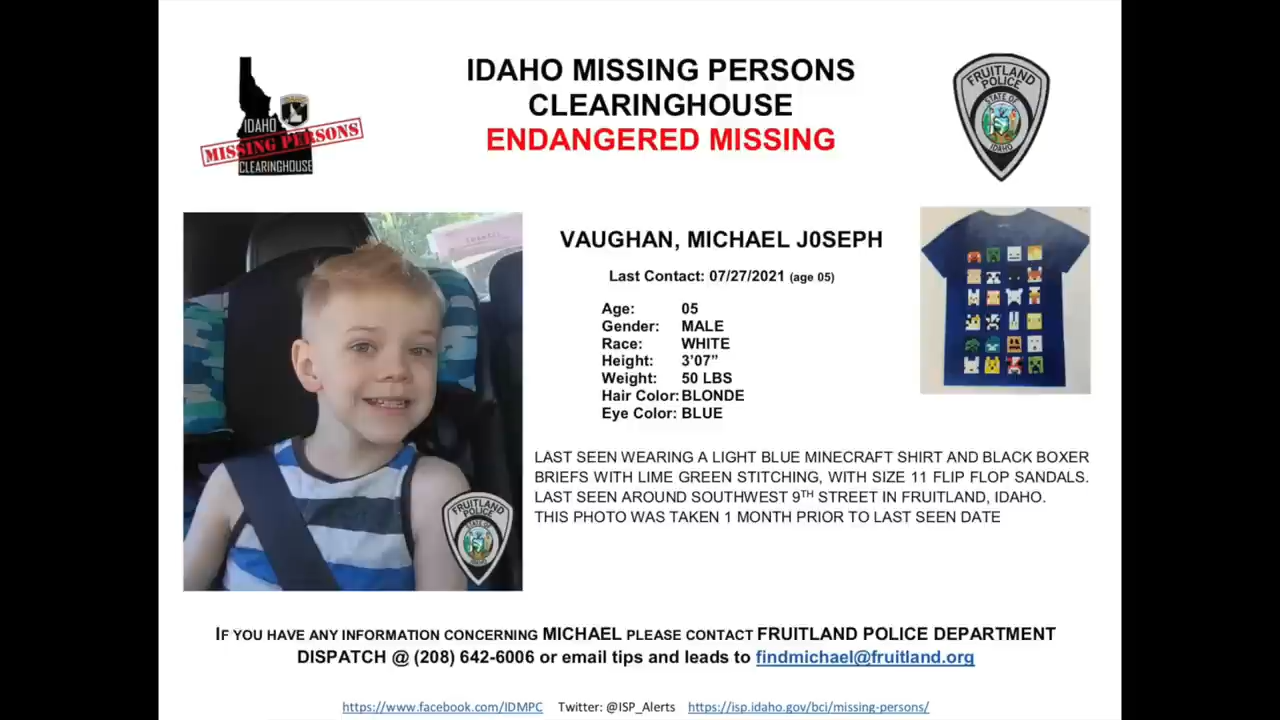 IDAHO MISSING PERSONS
CLEARINGHOUSE
ENDANGERED MISSING
IDAHO
MISSING PERSONS
CLEARINGHOUSE
FRUITLAND
POLICE
STATE OF
IDAHO
VAUGHAN, MICHAEL J0SEPH
Last Contact: 07/27/2021 (age 05)
Age: 05
Gender: MALE
Race: WHITE
Height: 3'07”
Weight: 50 LBS
Hair Color: BLONDE
Eye Color: BLUE
LAST SEEN WEARING A LIGHT BLUE MINECRAFT SHIRT AND BLACK BOXER
BRIEFS WITH LIME GREEN STITCHING, WITH SIZE 11 FLIP FLOP SANDALS.
LAST SEEN AROUND SOUTHWEST 9TH STREET IN FRUITLAND, IDAHO.
THIS PHOTO WAS TAKEN 1 MONTH PRIOR TO LAST SEEN DATE
FRUITLAND
POLICE
STATE OF
IDAHO
IF YOU HAVE ANY INFORMATION CONCERNING MICHAEL PLEASE CONTACT FRUITLAND POLICE DEPARTMENT
DISPATCH @ (208) 642-6006 or email tips and leads to findmichael@fruitland.org
https://www.facebook.com/IDMPC Twitter: @ISP_Alerts https://isp.idaho.gov/bci/missing-persons/